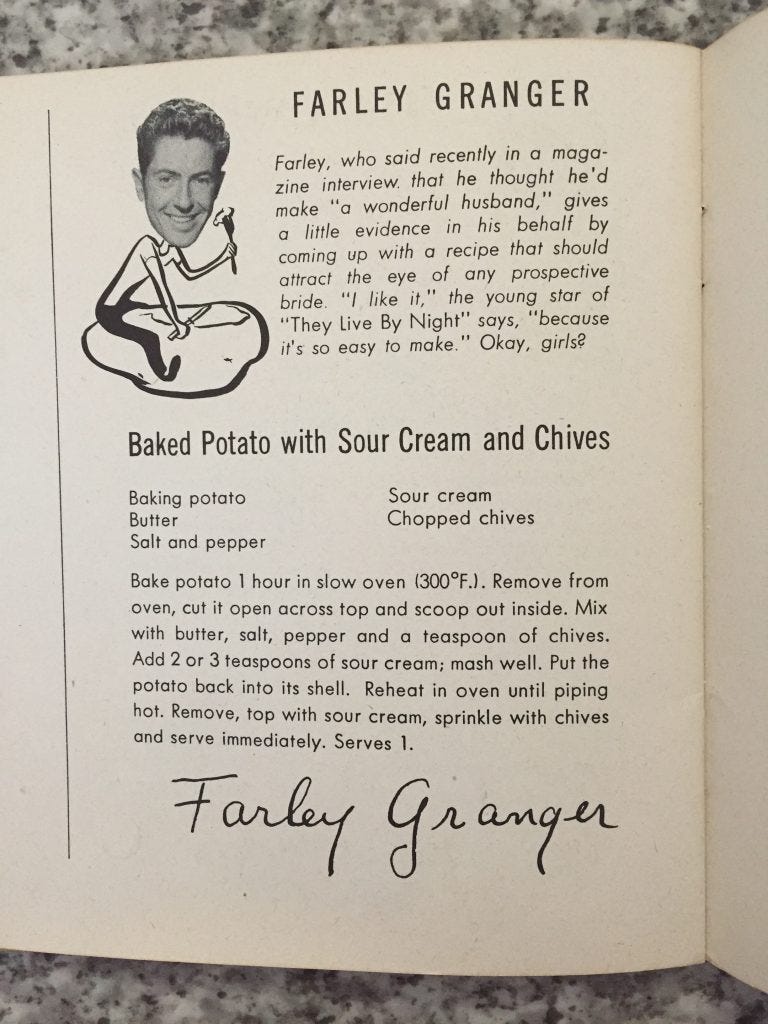 FARLEY GRANGER
Farley, who said recently in a maga-
zine interview. that he thought he'd
make "a wonderful husband," gives
a little evidence in his behalf by
coming up with a recipe that should
attract the eye of any prospective
bride. "I like it," the young star of
"They Live By Night" says, "because
it's so easy to make." Okay, girls?
Baked Potato with Sour Cream and Chives
Baking potato
Butter
Salt and pepper
Sour cream
Chopped chives
Bake potato 1 hour in slow oven (300°F.). Remove from
oven, cut it open across top and scoop out inside. Mix
with butter, salt, pepper and a teaspoon of chives.
Add 2 or 3 teaspoons of sour cream; mash well. Put the
potato back into its shell. Reheat in oven until piping
hot. Remove, top with sour cream, sprinkle with chives
and serve immediately. Serves 1.
Farley Granger